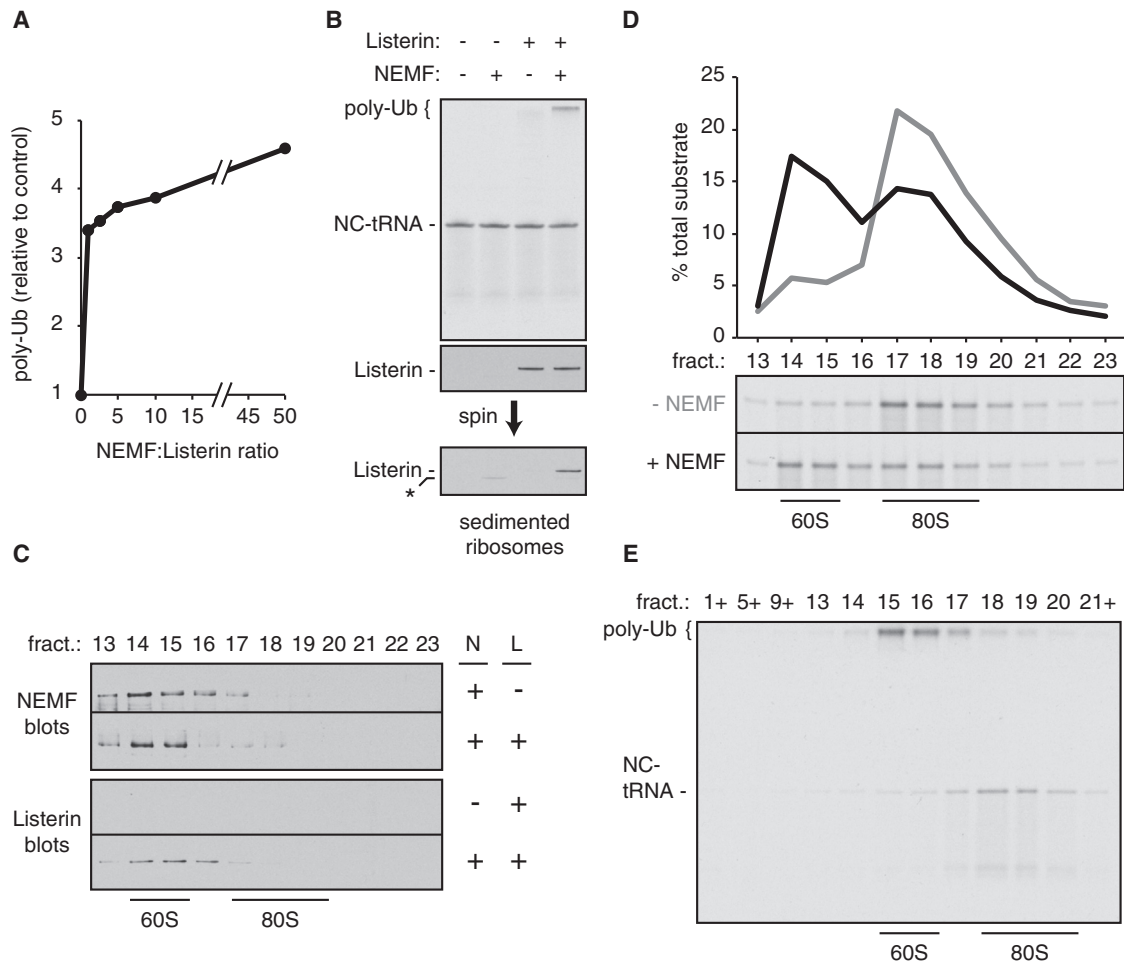 A
poly-Ub (relative to control)
5
4
3
2
1
0 5 10 15 45 50
NEMF:Listerin ratio
B
Listerin: - - + +
NEMF: - + - +
poly-Ub {
NC-tRNA -
Listerin -
spin
Listerin -
*
sedimented
ribosomes
C
fract.: 13 14 15 16 17 18 19 20 21 22 23 N L
NEMF
blots
+ -
+ +
Listerin
blots
- +
+ +
60S 80S
D
% total substrate
25
20
15
10
5
0
fract.: 13 14 15 16 17 18 19 20 21 22 23
- NEMF
+ NEMF
60S 80S
E
fract.: 1+ 5+ 9+ 13 14 15 16 17 18 19 20 21+
poly-Ub {
NC-
tRNA -
60S 80S